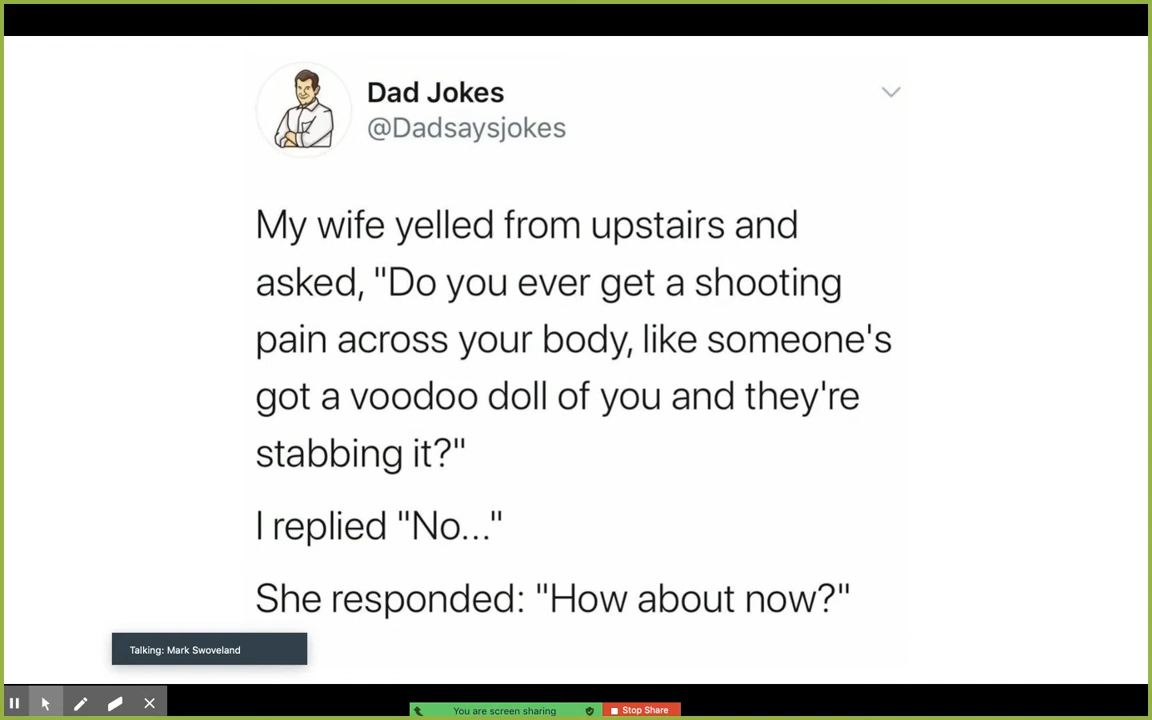 Dad Jokes
@Dadsaysjokes
My wife yelled from upstairs and
asked, "Do you ever get a shooting
pain across your body, like someone's
got a voodoo doll of you and they're
stabbing it?"
I replied "No..."
She responded: "How about now?"
Talking: Mark Swoveland
You are screen sharing
Stop Share